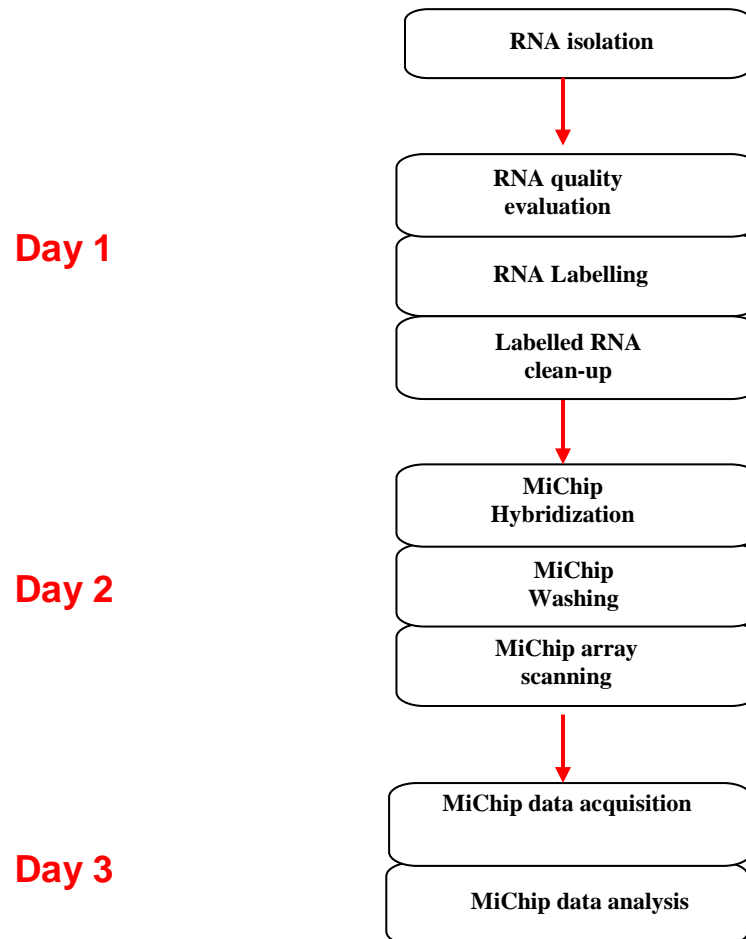 RNA isolation
RNA quality
evaluation
Day 1
RNA Labelling
Labelled RNA
clean-up
MiChip
Hybridization
Day 2
MiChip
Washing
MiChip array
scanning
MiChip data acquisition
Day 3
MiChip data analysis